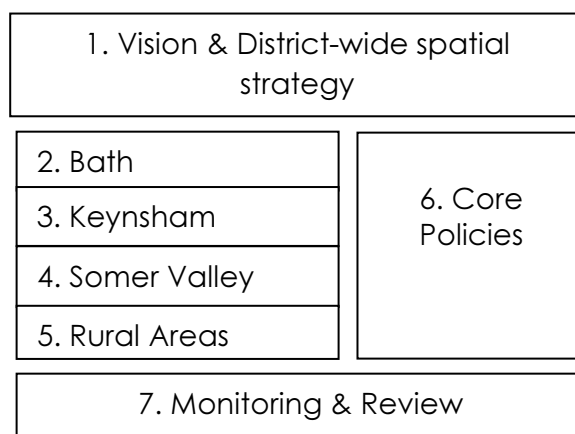 1. Vision & District-wide spatial
strategy
2. Bath
3. Keynsham
4. Somer Valley
5. Rural Areas
6. Core
Policies
7. Monitoring & Review